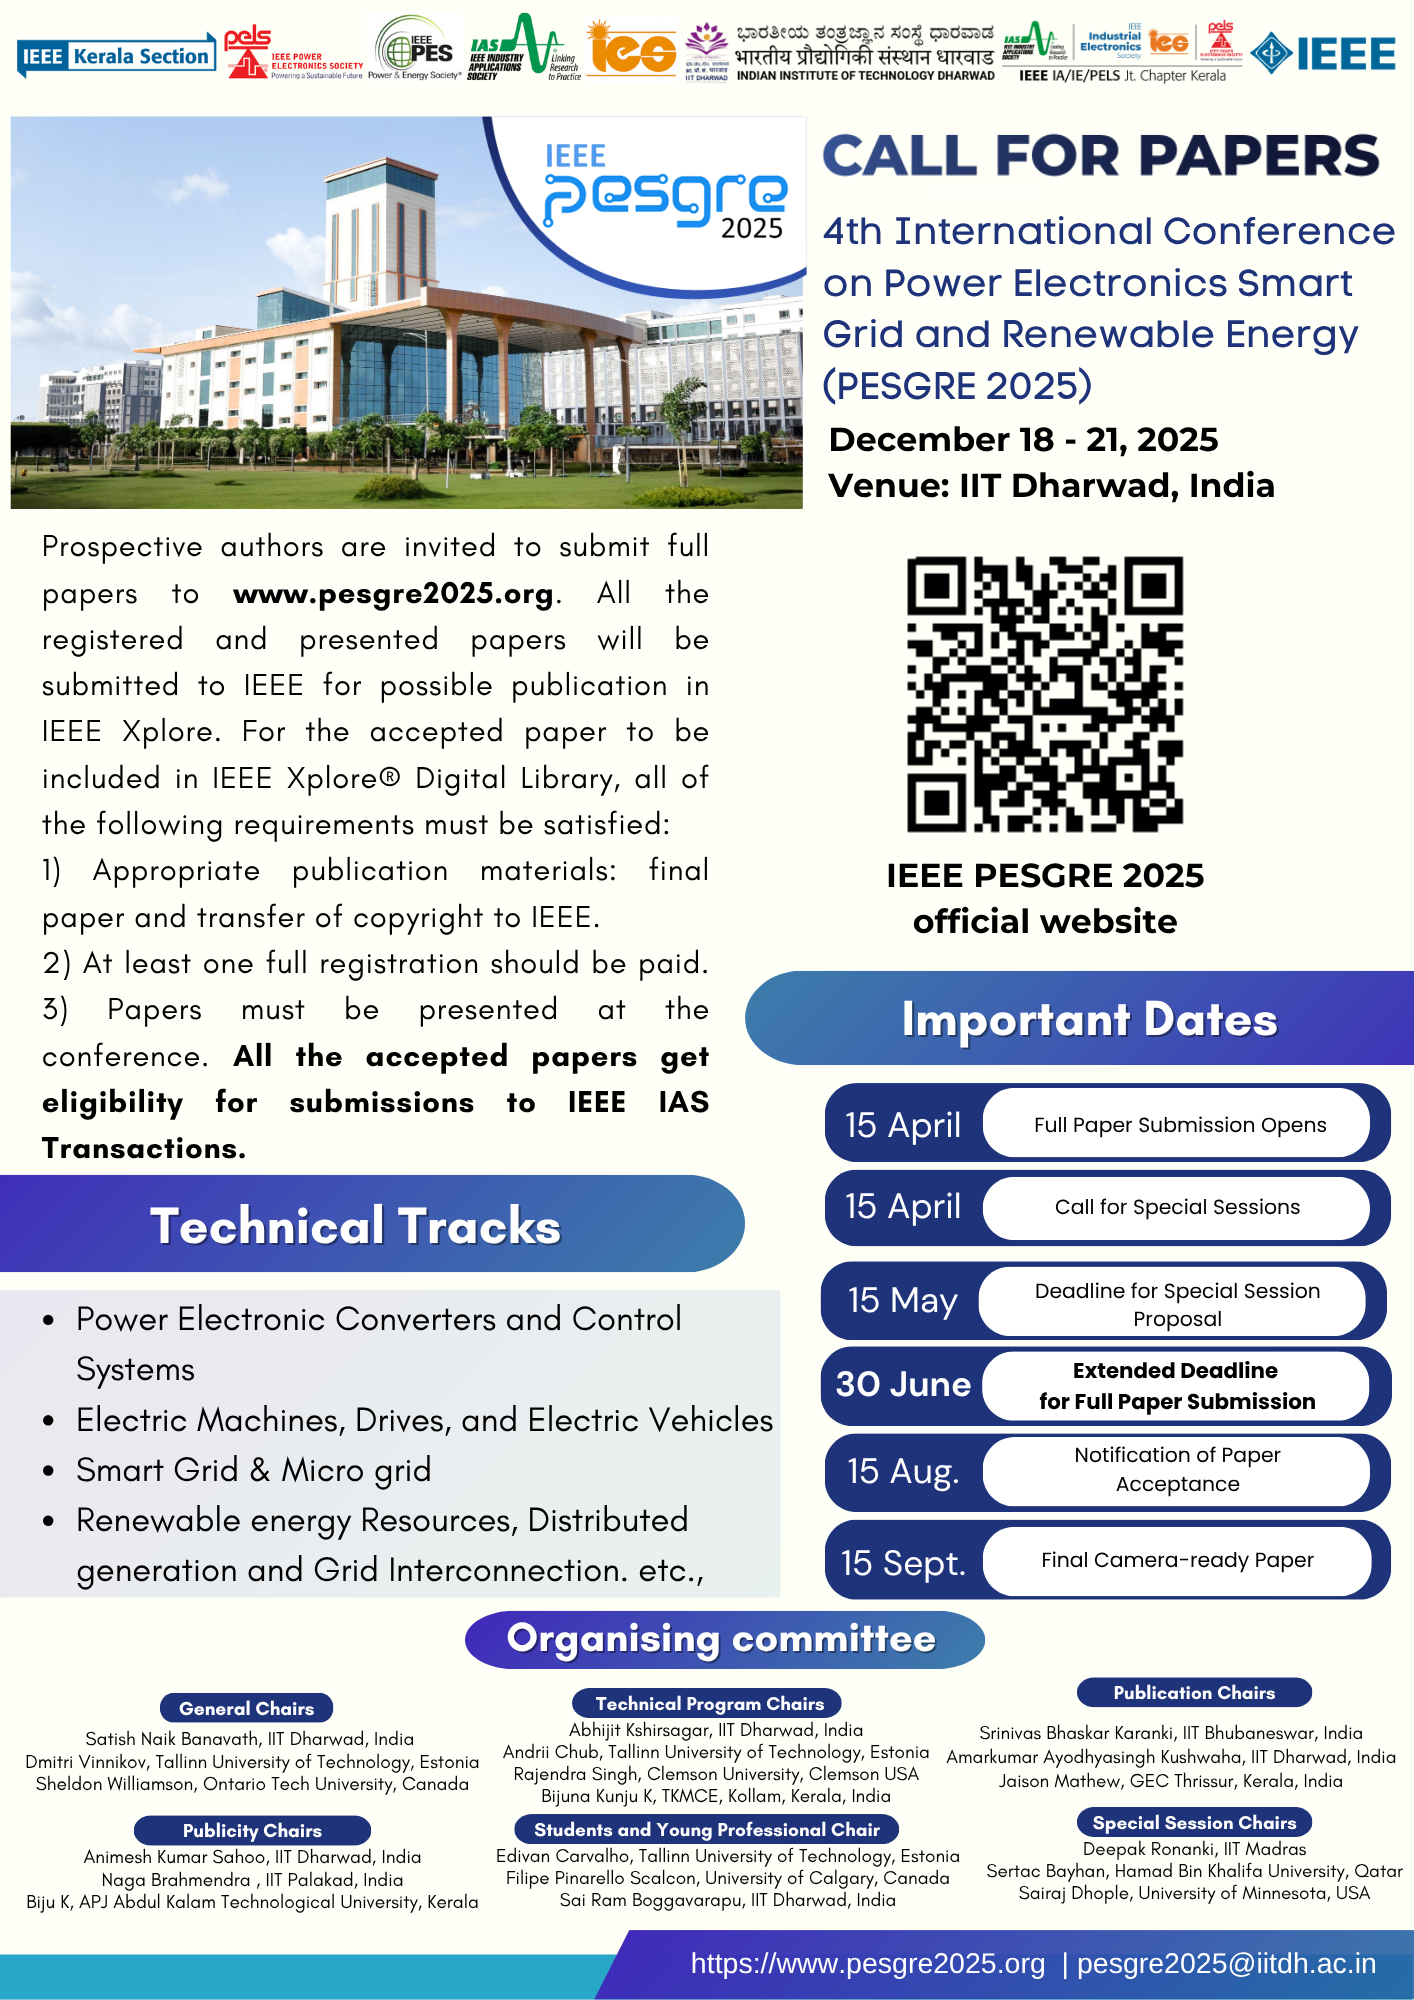 IEEE Kerala Section
pels
IEEE POWER
ELECTRONICS SOCIETY
Powering a Sustainable Future
IEEE
PES
Power & Energy Society®
IAS
IEEE INDUSTRY
APPLICATIONS
SOCIETY
Linking
Research
to Practice
ies
ಭಾರತೀಯ ತಂತ್ರಜ್ಞಾನ ಸಂಸ್ಥೆ ಧಾರವಾಡ
भारतीय प्रौद्योगिकी संस्थान धारवाड
INDIAN INSTITUTE OF TECHNOLOGY DHARWAD
IIT DHARWAD
IAS
IEEE
Industrial
Electronics
Society
ies
pels
IEEE IA/IE/PELS Jt. Chapter Kerala
IEEE
IEEE
pesgre
2025
CALL FOR PAPERS
4th International Conference
on Power Electronics Smart
Grid and Renewable Energy
(PESGRE 2025)
December 18 - 21, 2025
Venue: IIT Dharwad, India
Prospective authors are invited to submit full
papers to www.pesgre2025.org. All the
registered and presented papers will be
submitted to IEEE for possible publication in
IEEE Xplore. For the accepted paper to be
included in IEEE Xplore® Digital Library, all of
the following requirements must be satisfied:
1) Appropriate publication materials: final
paper and transfer of copyright to IEEE.
2) At least one full registration should be paid.
3) Papers must be presented at the
conference. All the accepted papers get
eligibility for submissions to IEEE IAS
Transactions.
IEEE PESGRE 2025
official website
Important Dates
15 April Full Paper Submission Opens
15 April Call for Special Sessions
15 May Deadline for Special Session
Proposal
30 June Extended Deadline
for Full Paper Submission
15 Aug. Notification of Paper
Acceptance
15 Sept. Final Camera-ready Paper
Technical Tracks
• Power Electronic Converters and Control
Systems
• Electric Machines, Drives, and Electric Vehicles
• Smart Grid & Micro grid
• Renewable energy Resources, Distributed
generation and Grid Interconnection. etc.,
Organising committee
General Chairs
Satish Naik Banavath, IIT Dharwad, India
Dmitri Vinnikov, Tallinn University of Technology, Estonia
Sheldon Williamson, Ontario Tech University, Canada
Technical Program Chairs
Abhijit Kshirsagar, IIT Dharwad, India
Andrii Chub, Tallinn University of Technology, Estonia
Rajendra Singh, Clemson University, Clemson USA
Bijuna Kunju K, TKMCE, Kollam, Kerala, India
Publication Chairs
Srinivas Bhaskar Karanki, IIT Bhubaneswar, India
Amarkumar Ayodhyasingh Kushwaha, IIT Dharwad, India
Jaison Mathew, GEC Thrissur, Kerala, India
Publicity Chairs
Animesh Kumar Sahoo, IIT Dharwad, India
Naga Brahmendra , IIT Palakad, India
Biju K, APJ Abdul Kalam Technological University, Kerala
Students and Young Professional Chair
Edivan Carvalho, Tallinn University of Technology, Estonia
Filipe Pinarello Scalcon, University of Calgary, Canada
Sai Ram Boggavarapu, IIT Dharwad, India
Special Session Chairs
Deepak Ronanki, IIT Madras
Sertac Bayhan, Hamad Bin Khalifa University, Qatar
Sairaj Dhople, University of Minnesota, USA
https://www.pesgre2025.org | pesgre2025@iitdh.ac.in